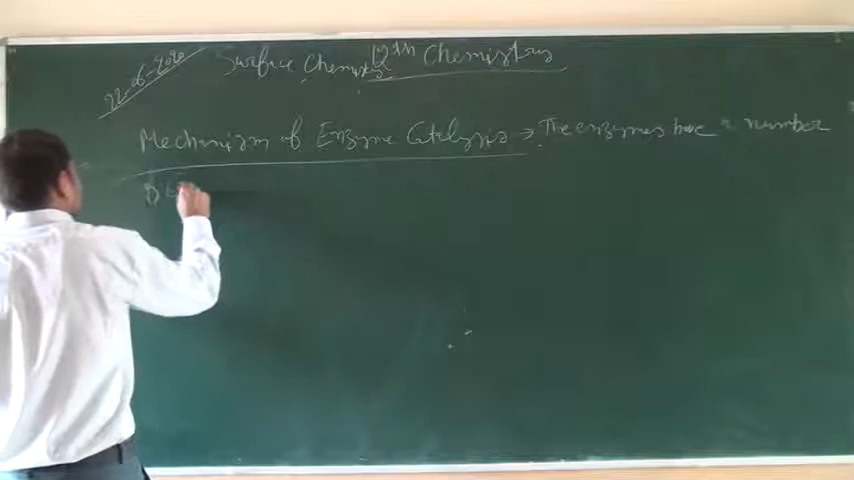 22-06-2020
Surface Chemistry 12th Chemistry
Mechanism of Enzyme Catalysis → The enzymes have a number